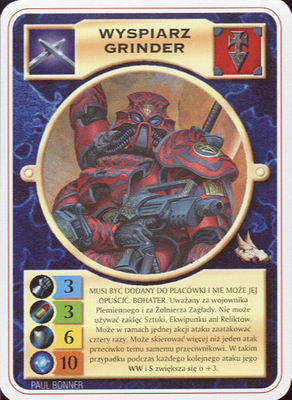 WYSPIARZ
GRINDER
3
3
6
10
MUSI BYĆ DODANY DO PLACÓWKI I NIE MOŻE JEJ
OPUŚCIĆ. BOHATER. Uważany za wojownika
Plemiennego i za Żołnierza Zagłady. Nie może
używać zaklęć Sztuki, Ekwipunku ani Reliktów.
Może w ramach jednej akcji ataku zaatakować
cztery razy. Może skierować więcej niż jeden atak
przeciwko temu samemu przeciwnikowi. W takim
przypadku podczas każdego kolejnego ataku jego
WW i S zwiększa się o +3.
PAUL BONNER